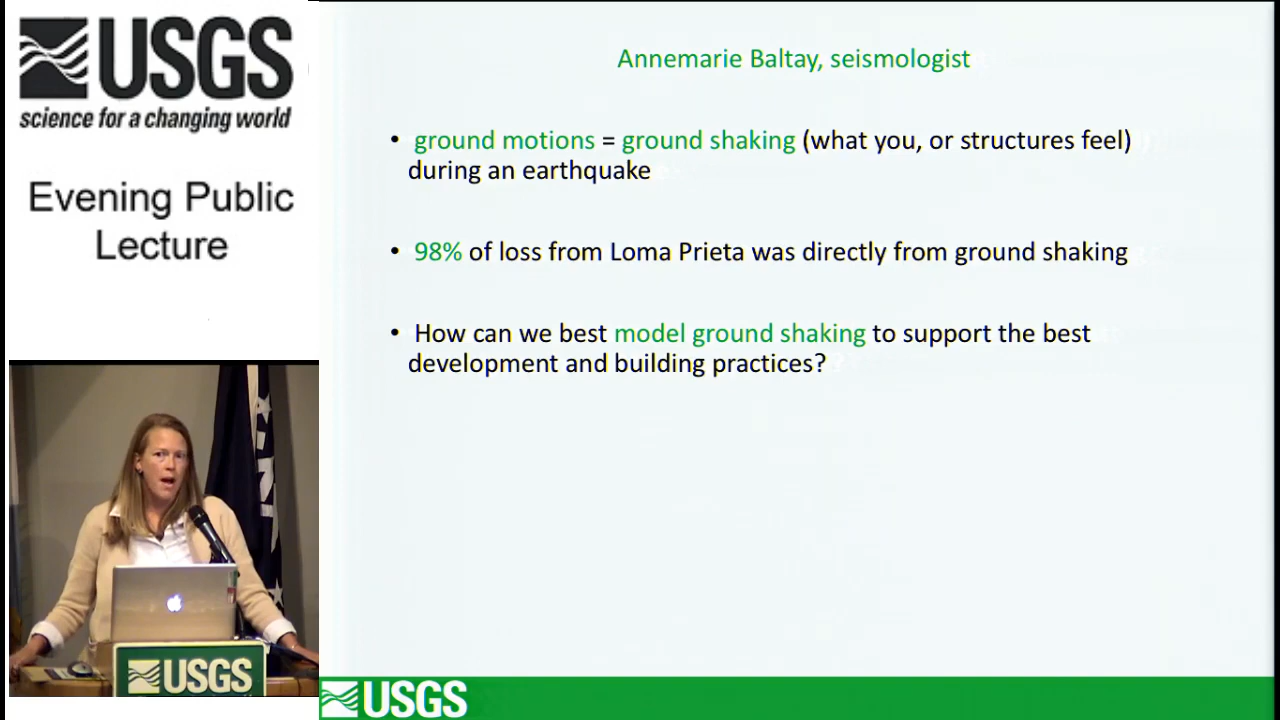 USGS
science for a changing world
Evening Public
Lecture
Annemarie Baltay, seismologist
• ground motions = ground shaking (what you, or structures feel)
during an earthquake
• 98% of loss from Loma Prieta was directly from ground shaking
• How can we best model ground shaking to support the best
development and building practices?
USGS
USGS